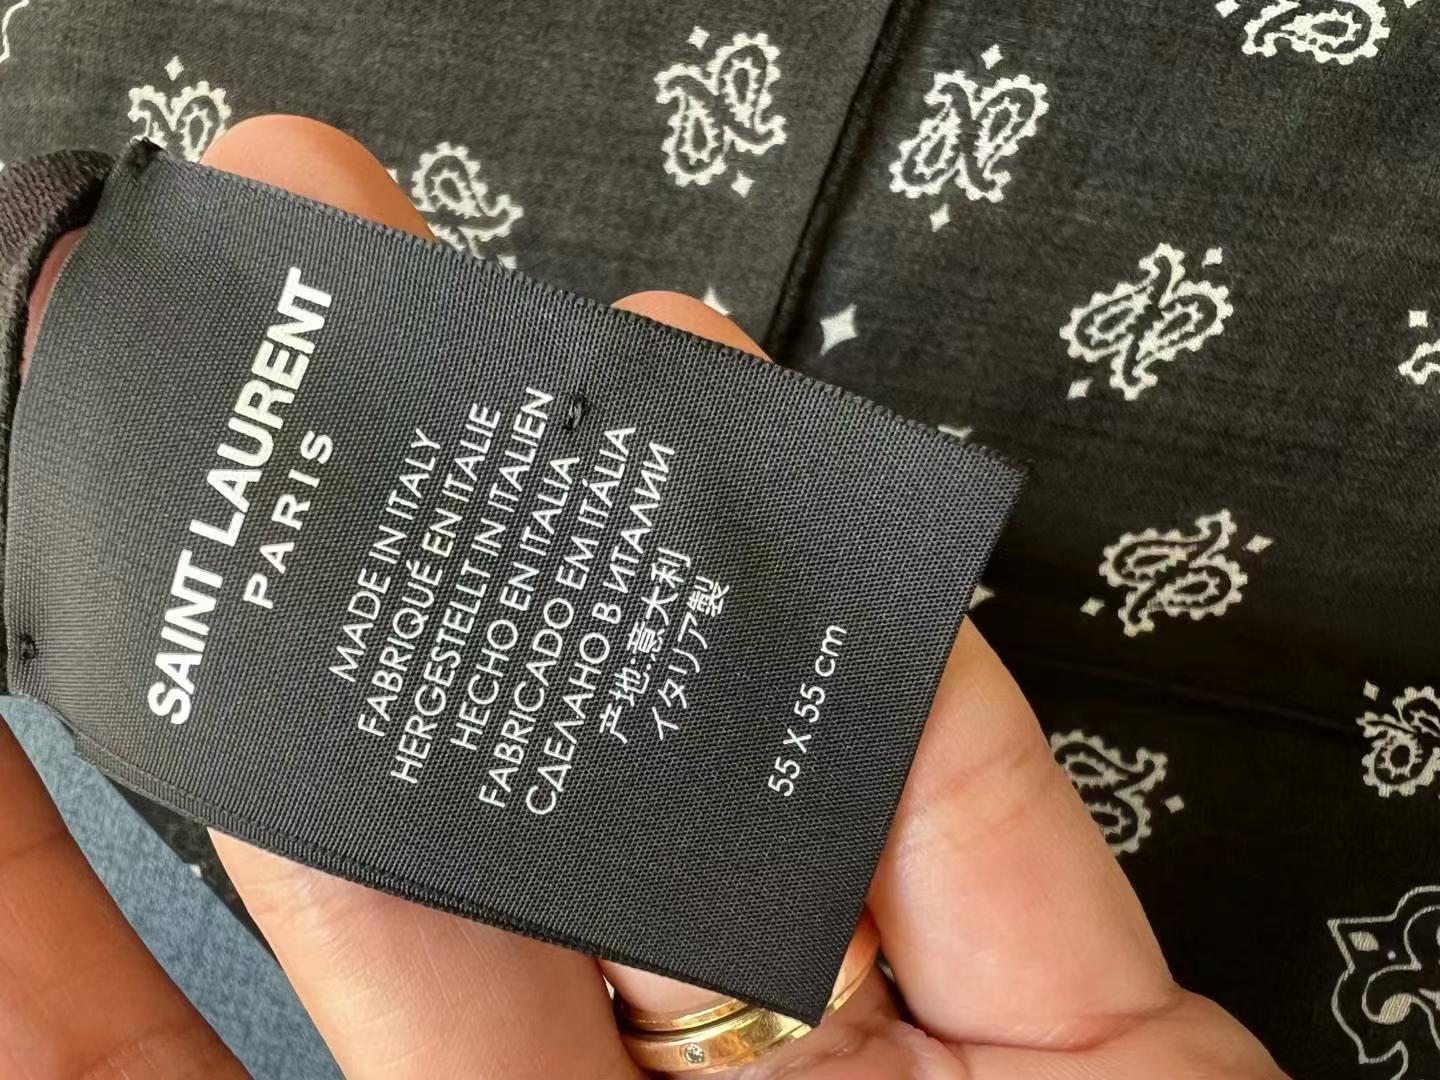 SAINT LAURENT
PARIS
MADE IN ITALY
FABRIQUÉ EN ITALIE
HERGESTELLT IN ITALIEN
HECHO EN ITALIA
FABRICADO EM ITÁLIA
СДЕЛАНО В ИТАЛИИ
产地:意大利
イタリア製
55 X 55 cm